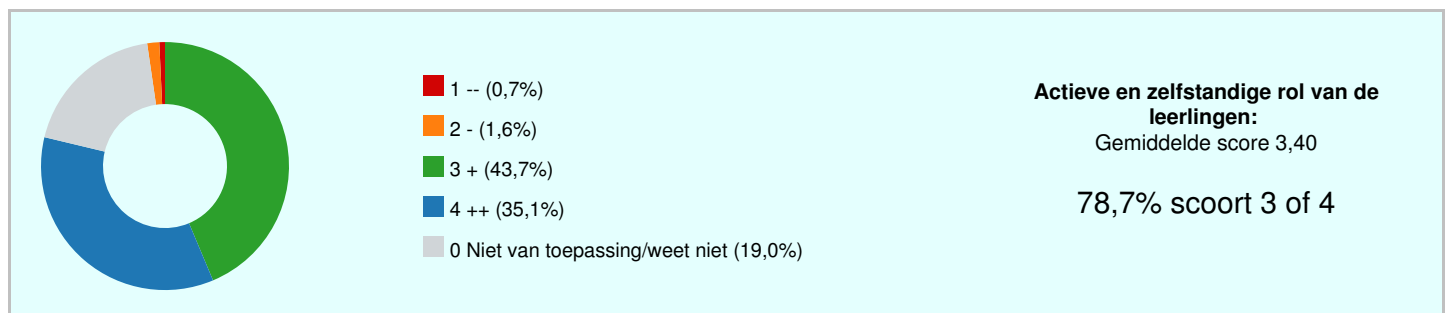 1 -- (0,7%)
2 - (1,6%)
3 + (43,7%)
4 ++ (35,1%)
0 Niet van toepassing/weet niet (19,0%)
Actieve en zelfstandige rol van de
leerlingen:
Gemiddelde score 3,40
78,7% scoort 3 of 4